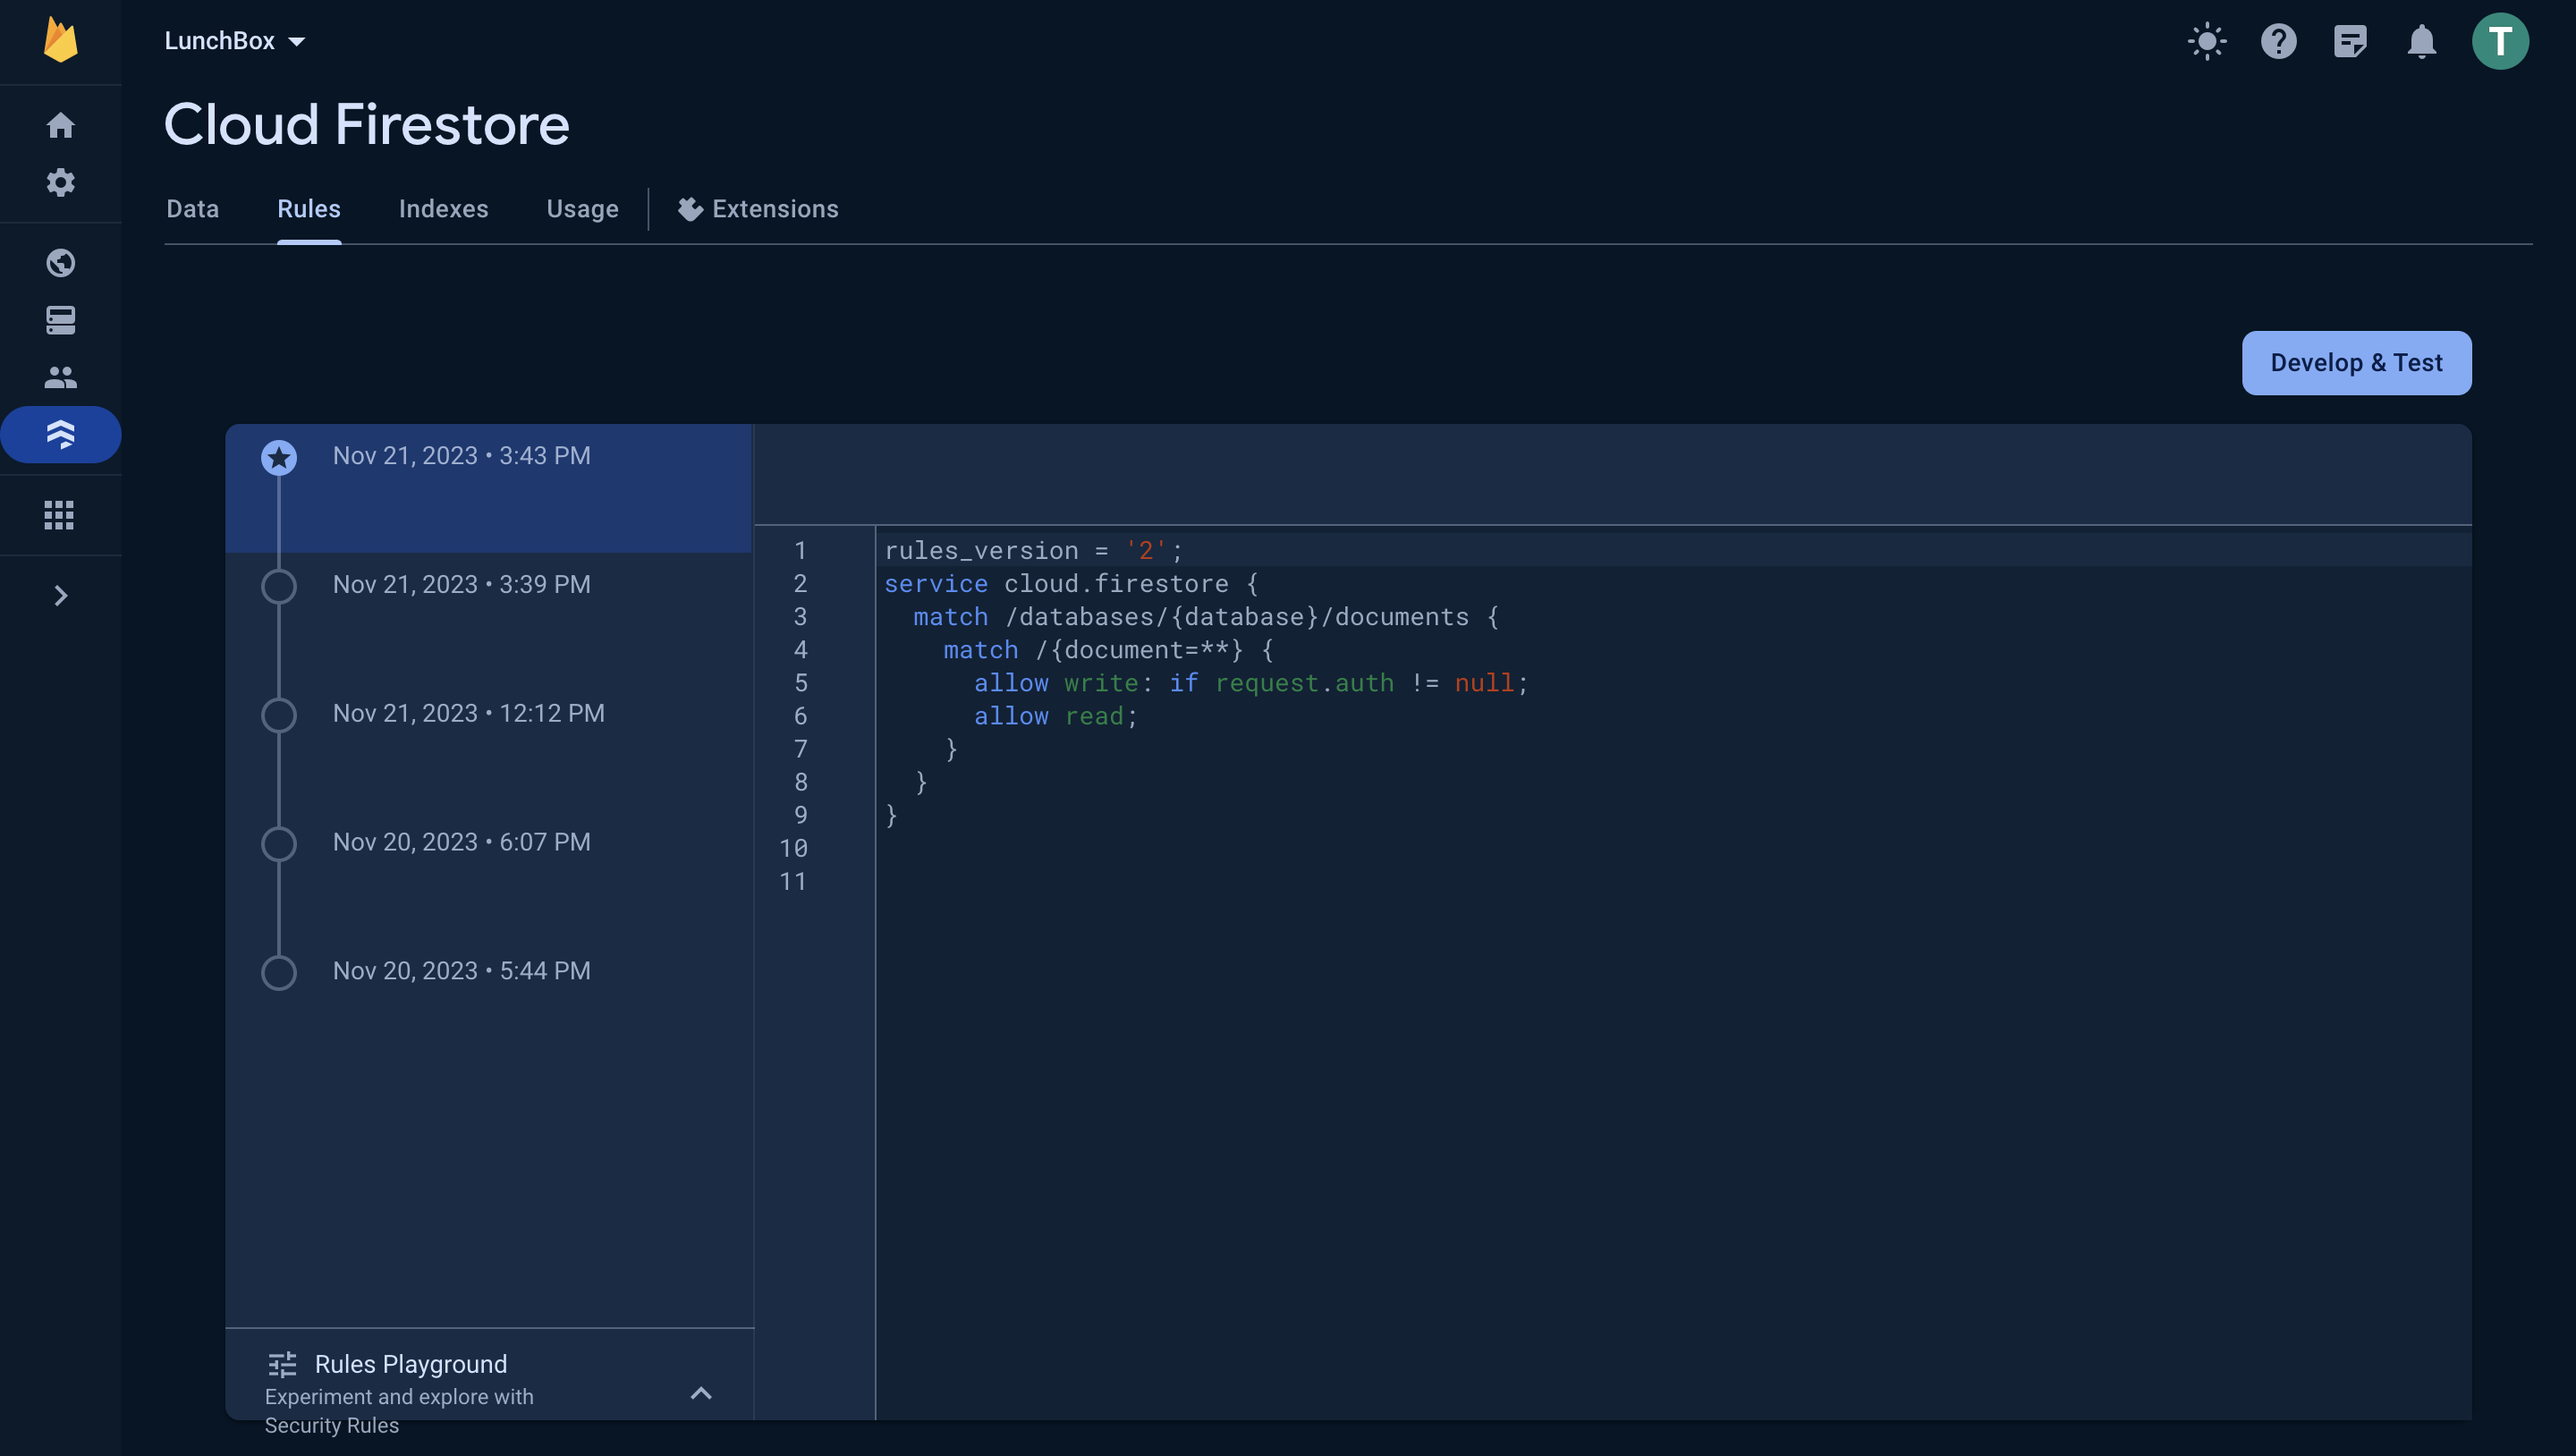 LunchBox
T
Cloud Firestore
Data Rules Indexes Usage Extensions
Develop & Test
Nov 21, 2023 • 3:43 PM
Nov 21, 2023 • 3:39 PM
Nov 21, 2023 • 12:12 PM
Nov 20, 2023 • 6:07 PM
Nov 20, 2023 • 5:44 PM
1 rules_version = '2';
2 service cloud.firestore {
3   match /databases/{database}/documents {
4     match /{document=**} {
5       allow write: if request.auth != null;
6       allow read;
7     }
8   }
9 }
10
11
Rules Playground
Experiment and explore with
Security Rules